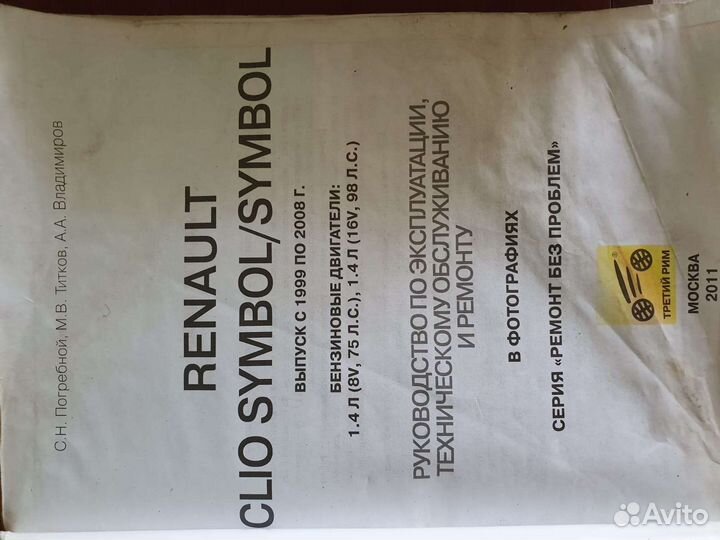 С.Н. Погребной, М.В. Титков, А.А. Владимиров
RENAULT
CLIO SYMBOL/SYMBOL
ВЫПУСК С 1999 ПО 2008 Г.
БЕНЗИНОВЫЕ ДВИГАТЕЛИ:
1.4 Л (8V, 75 Л.С.), 1.4 Л (16V, 98 Л.С.)
РУКОВОДСТВО ПО ЭКСПЛУАТАЦИИ,
ТЕХНИЧЕСКОМУ ОБСЛУЖИВАНИЮ
И РЕМОНТУ
В ФОТОГРАФИЯХ
СЕРИЯ «РЕМОНТ БЕЗ ПРОБЛЕМ»
®
ТРЕТИЙ РИМ
МОСКВА
2011
Avito